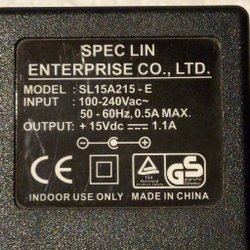 SPEC LIN
ENTERPRISE CO., LTD.
MODEL : SL15A215 - E
INPUT : 100-240Vac~
50 - 60Hz, 0.5A MAX.
OUTPUT: + 15Vdc ⎓ 1.1A
CE
GS
INDOOR USE ONLY MADE IN CHINA